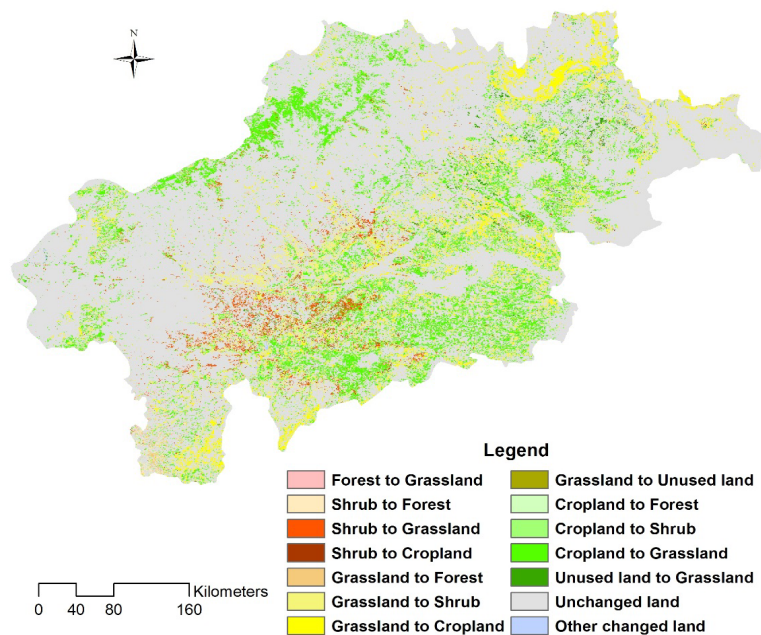 N
Legend
Forest to Grassland
Shrub to Forest
Shrub to Grassland
Shrub to Cropland
Grassland to Forest
Grassland to Shrub
Grassland to Cropland
Grassland to Unused land
Cropland to Forest
Cropland to Shrub
Cropland to Grassland
Unused land to Grassland
Unchanged land
Other changed land
Kilometers
0 40 80 160